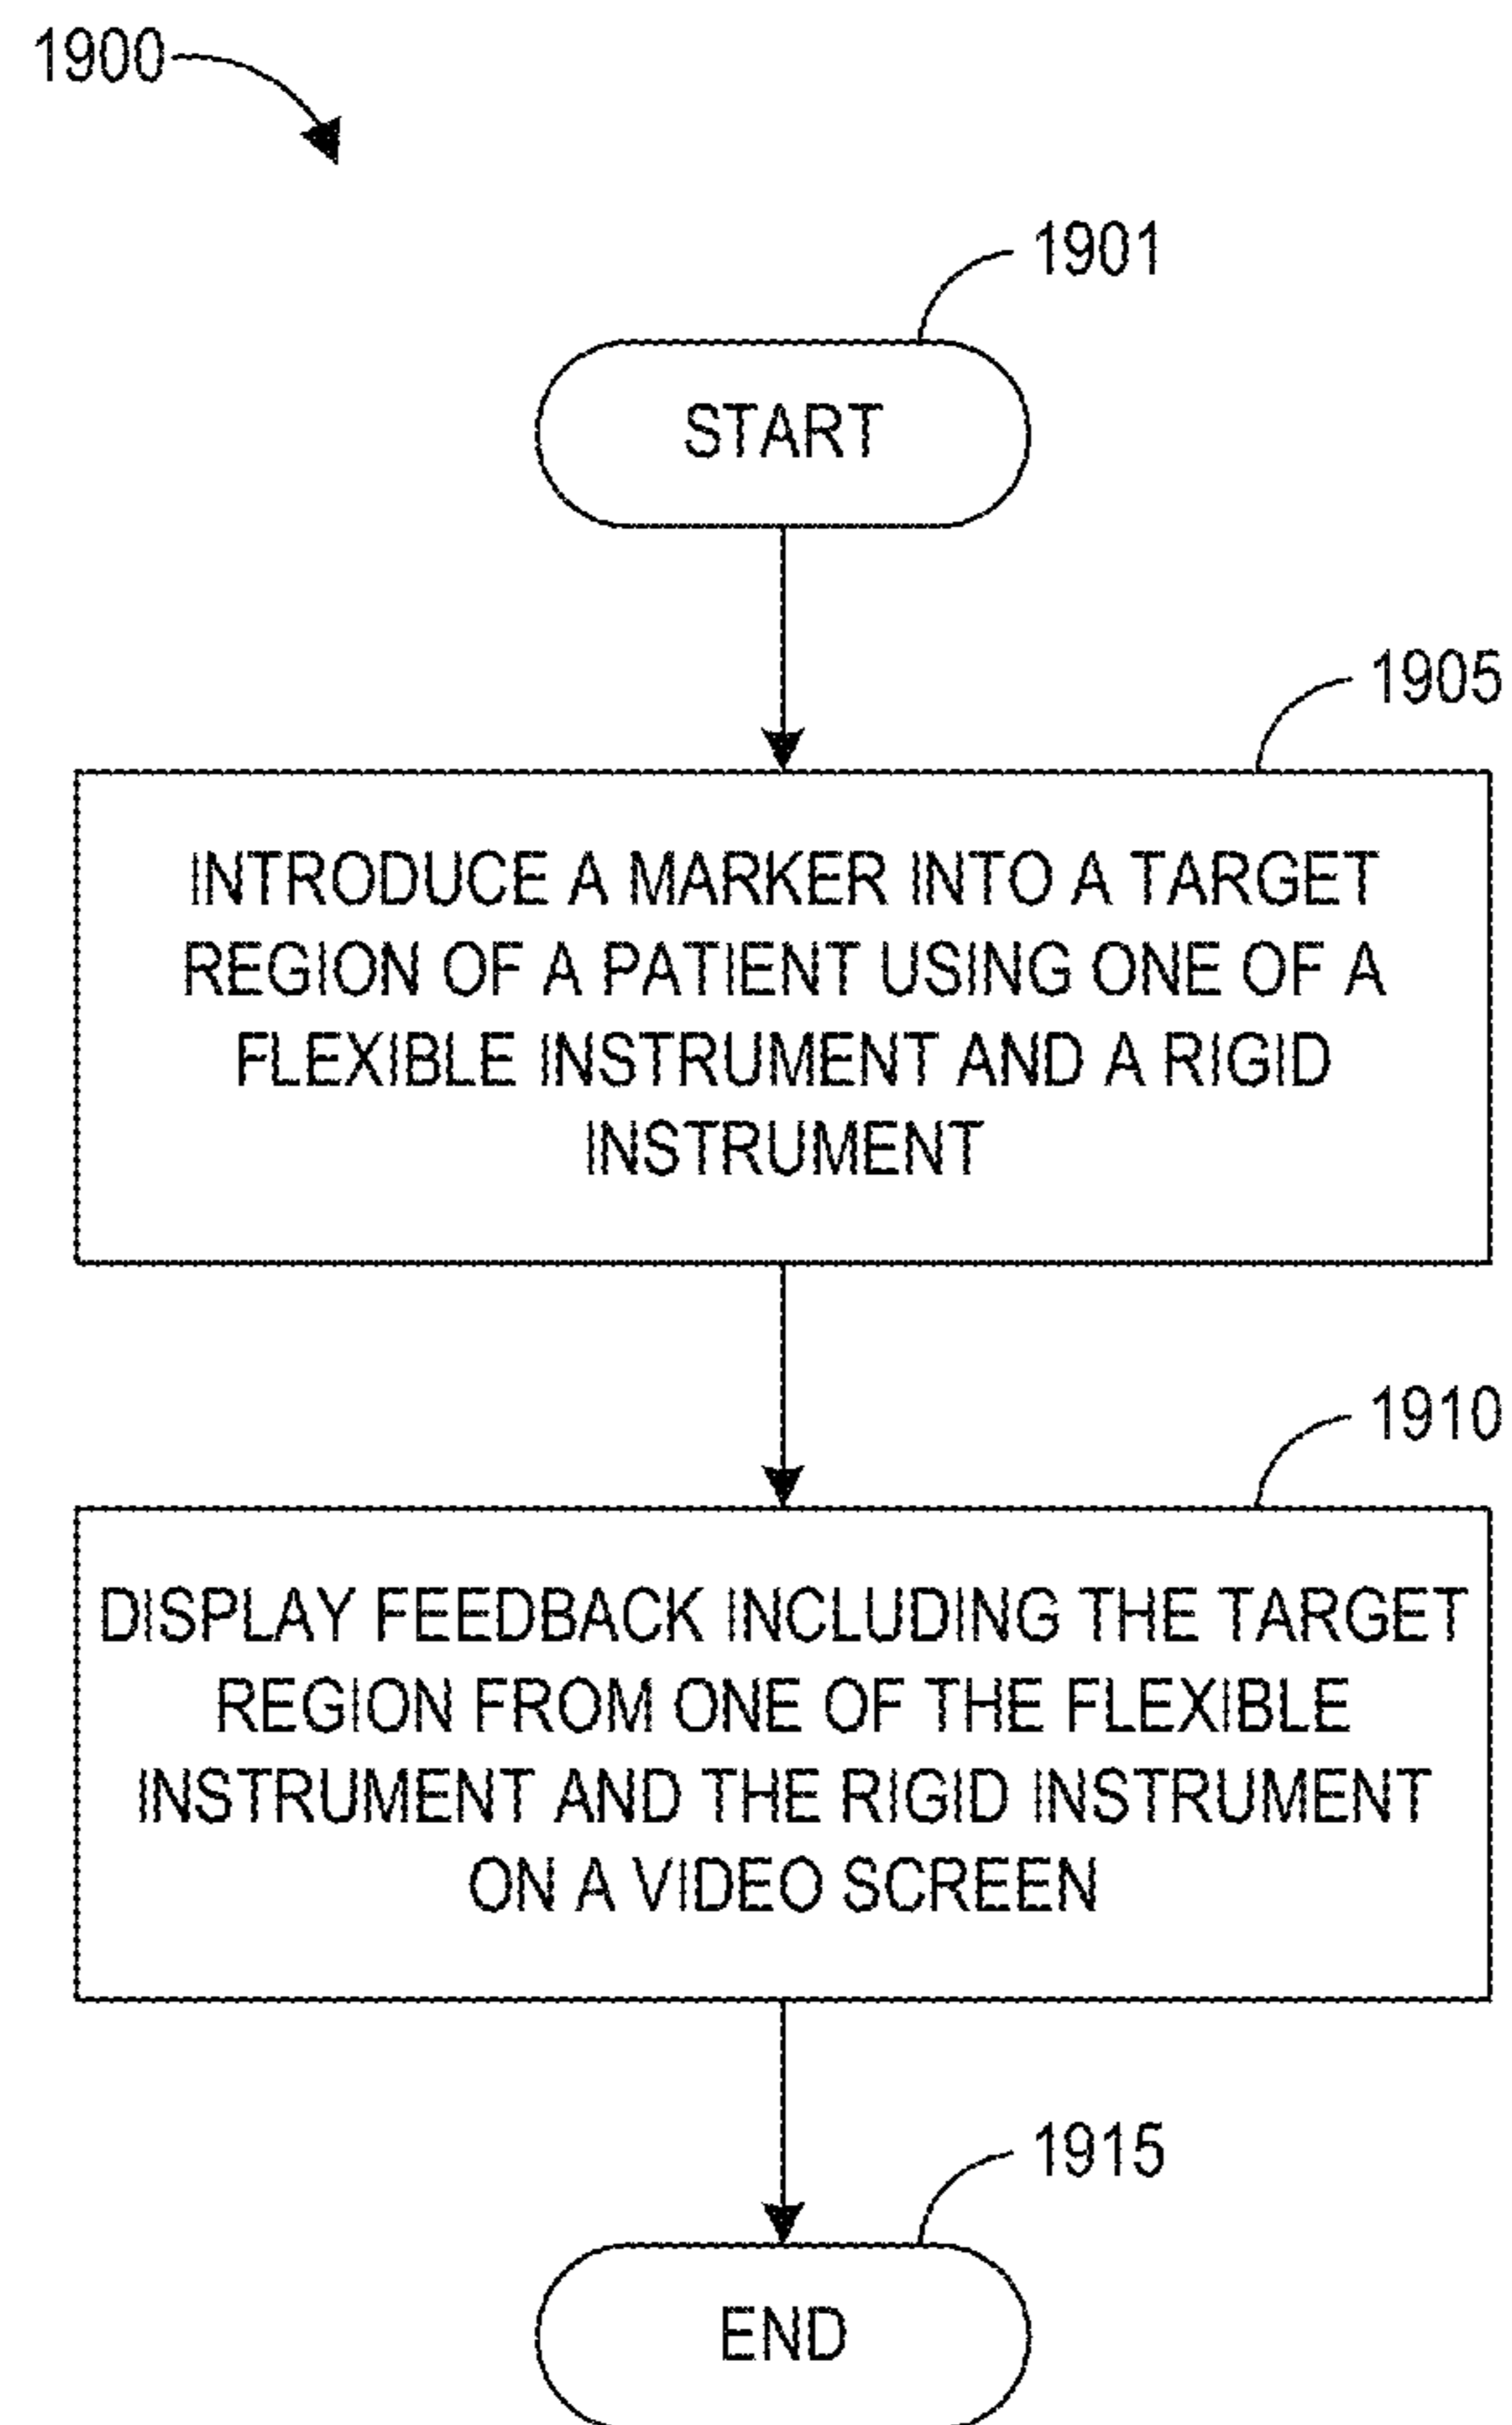 1900
1901
START
1905
INTRODUCE A MARKER INTO A TARGET
REGION OF A PATIENT USING ONE OF A
FLEXIBLE INSTRUMENT AND A RIGID
INSTRUMENT
1910
DISPLAY FEEDBACK INCLUDING THE TARGET
REGION FROM ONE OF THE FLEXIBLE
INSTRUMENT AND THE RIGID INSTRUMENT
ON A VIDEO SCREEN
1915
END